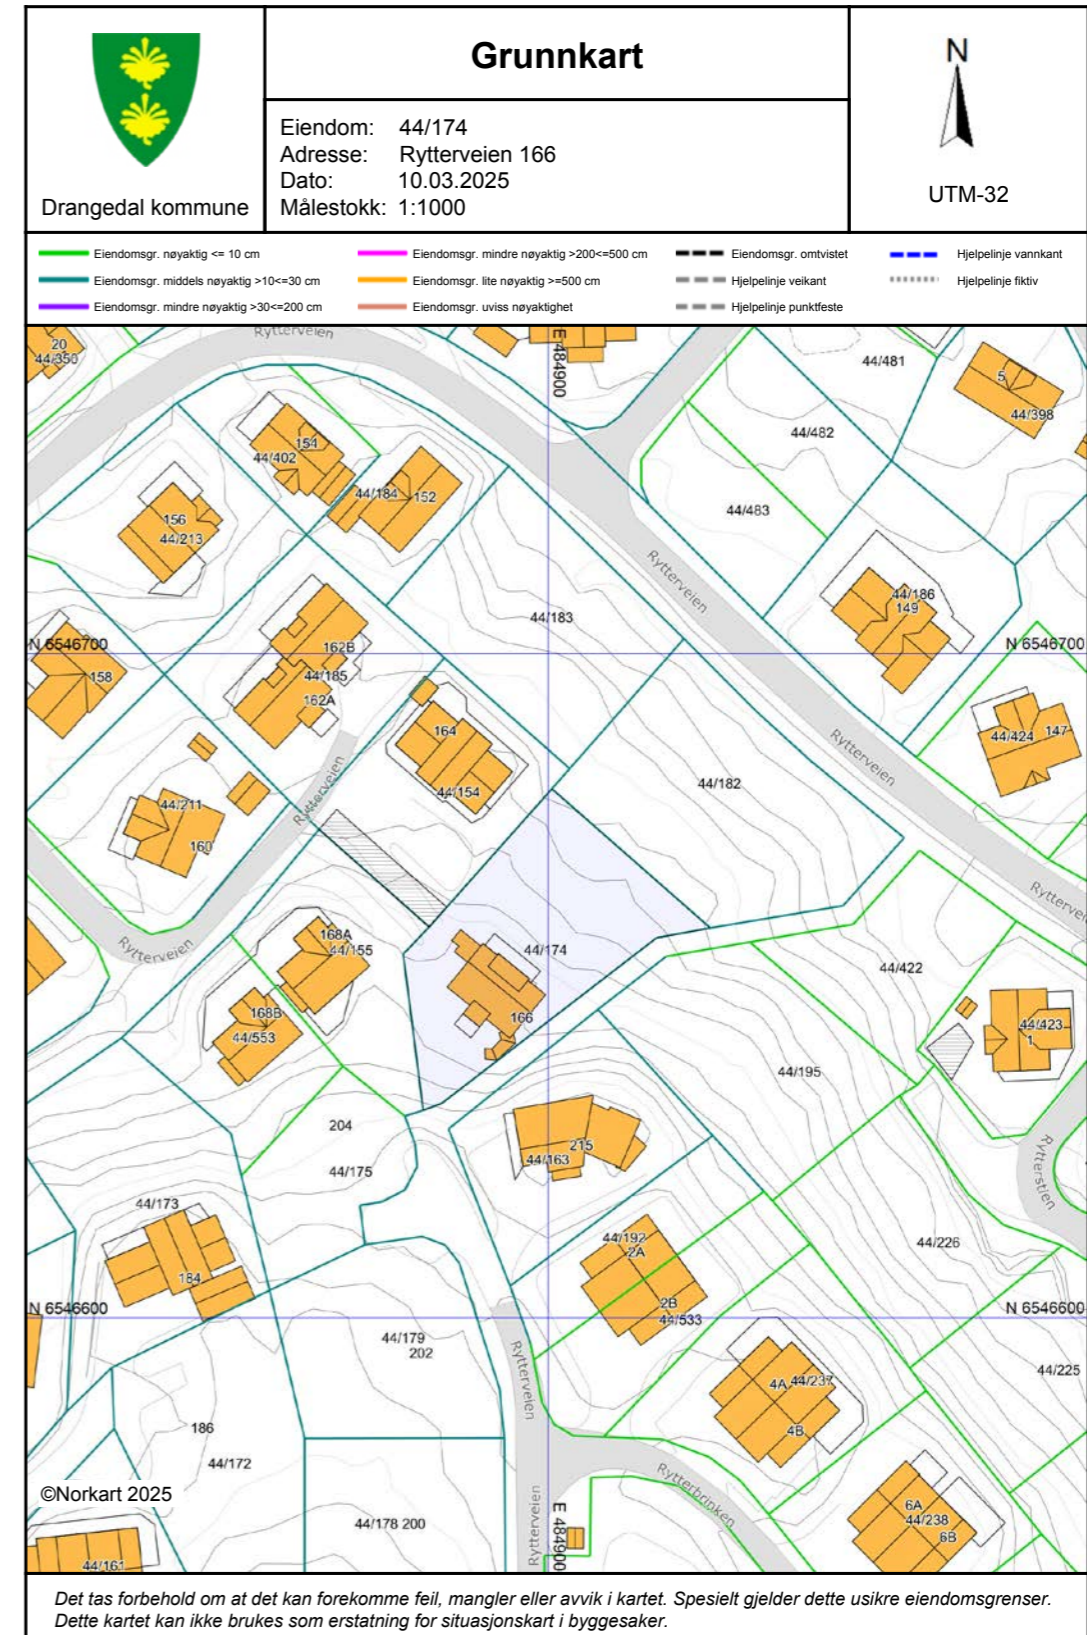 Grunnkart
Drangedal kommune
Eiendom: 44/174
Adresse: Rytterveien 166
Dato: 10.03.2025
Målestokk: 1:1000
N
UTM-32
Eiendomsgr. nøyaktig <= 10 cm
Eiendomsgr. mindre nøyaktig >200<=500 cm
Eiendomsgr. omtvistet
Hjelpelinje vannkant
Eiendomsgr. middels nøyaktig >10<=30 cm
Eiendomsgr. lite nøyaktig >=500 cm
Hjelpelinje veikant
Hjelpelinje fiktiv
Eiendomsgr. mindre nøyaktig >30<=200 cm
Eiendomsgr. uviss nøyaktighet
Hjelpelinje punktfeste
Rytterveien
20
44/350
E 484900
44/481
5
44/398
154
44/402
44/482
44/184
152
44/483
156
44/213
Rytterveien
44/186
149
44/183
N 6546700
N 6546700
162B
44/185
162A
158
164
44/424
147
Rytterveien
44/154
44/182
Rytterveien
44/211
160
Rytterveien
Rytterveien
168A
44/155
44/174
44/422
168B
44/553
166
44/423
1
44/195
204
44/175
215
44/163
Rytterstien
44/173
184
44/192
2A
44/226
2B
44/533
N 6546600
N 6546600
44/179
202
Rytterveien
44/225
4A
44/237
4B
186
44/172
©Norkart 2025
Rytterbrinken
44/178 200
Rytterveien
E 484900
6A
44/238
6B
44/161
Det tas forbehold om at det kan forekomme feil, mangler eller avvik i kartet. Spesielt gjelder dette usikre eiendomsgrenser.
Dette kartet kan ikke brukes som erstatning for situasjonskart i byggesaker.